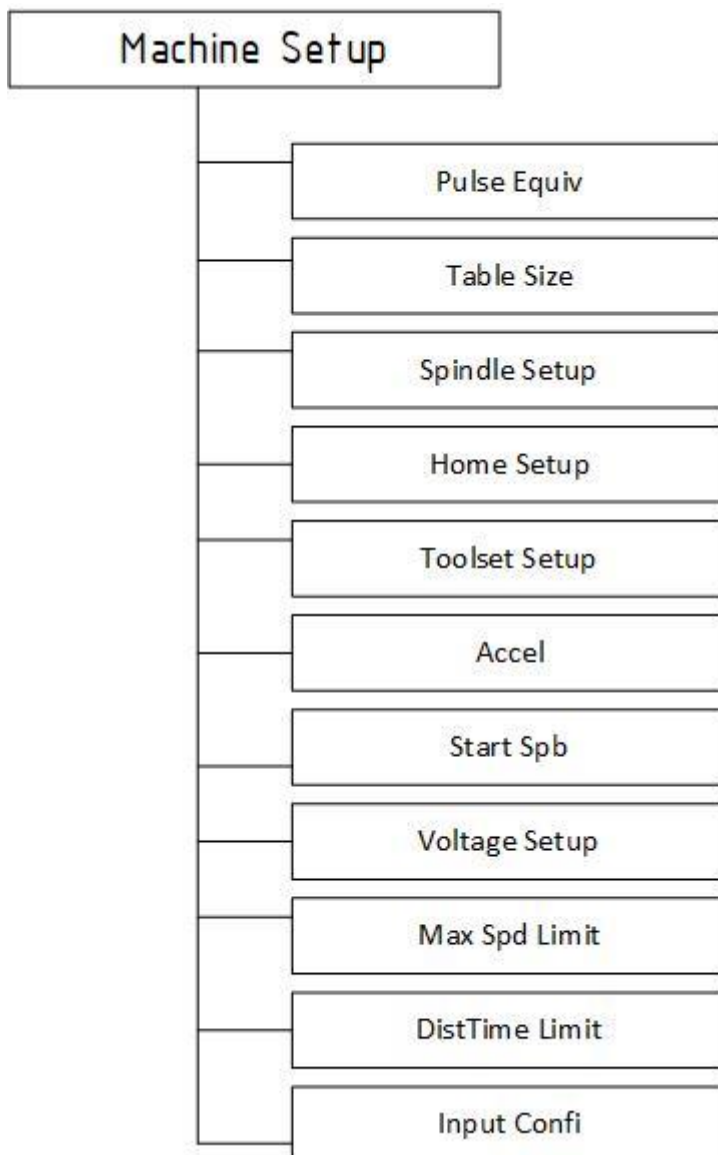 Machine Setup
Pulse Equiv
Table Size
Spindle Setup
Home Setup
Toolset Setup
Accel
Start Spb
Voltage Setup
Max Spd Limit
DistTime Limit
Input Confi